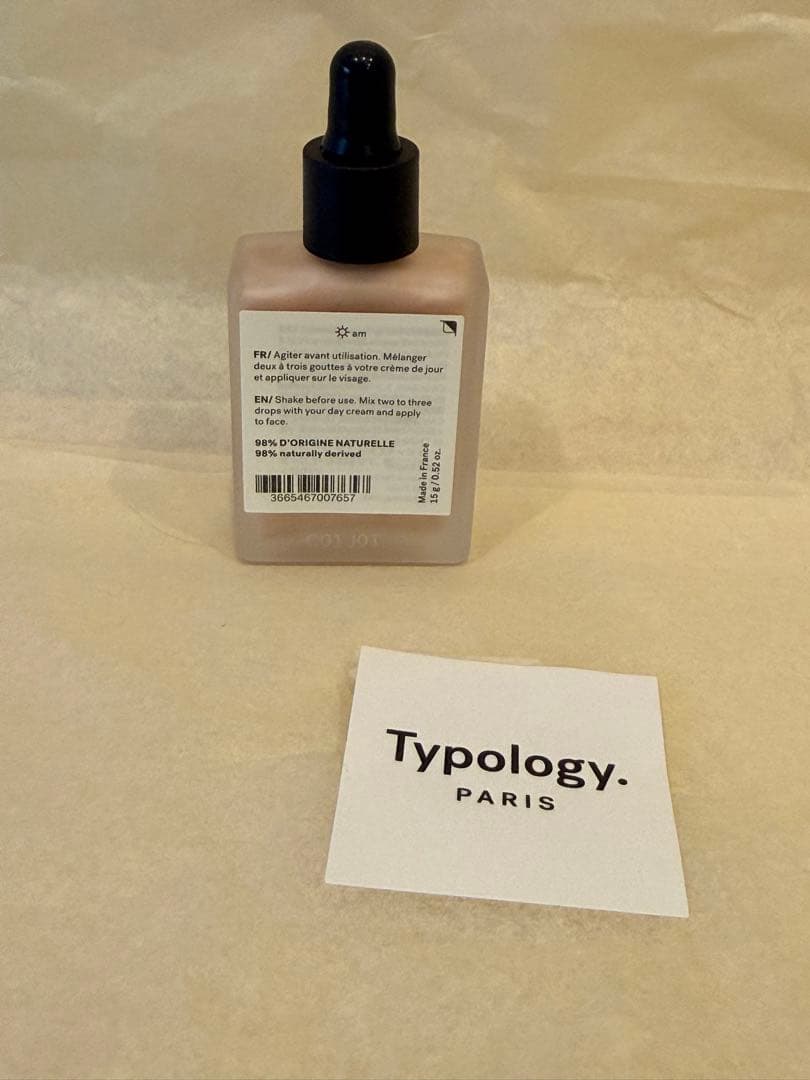 am
FR/ Agiter avant utilisation. Mélanger
deux à trois gouttes à votre crème de jour
et appliquer sur le visage.
EN/ Shake before use. Mix two to three
drops with your day cream and apply
to face.
98% D'ORIGINE NATURELLE
98% naturally derived
3665467007657
Made in France
15 g / 0.52 oz.
Typology.
PARIS